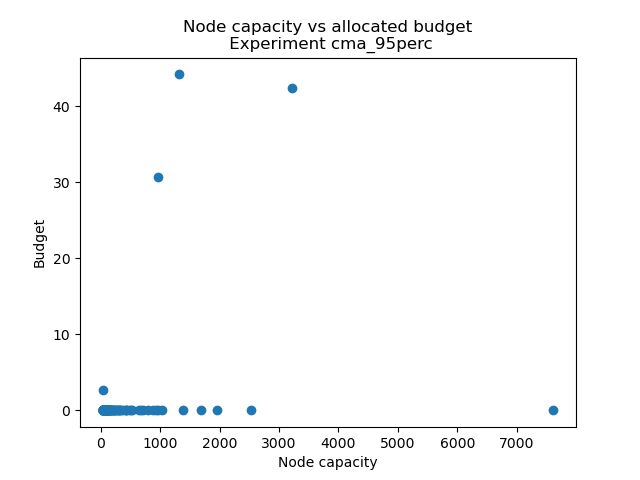 Node capacity vs allocated budget
Experiment cma_95perc
40
30
20
10
0
Budget
0 1000 2000 3000 4000 5000 6000 7000
Node capacity